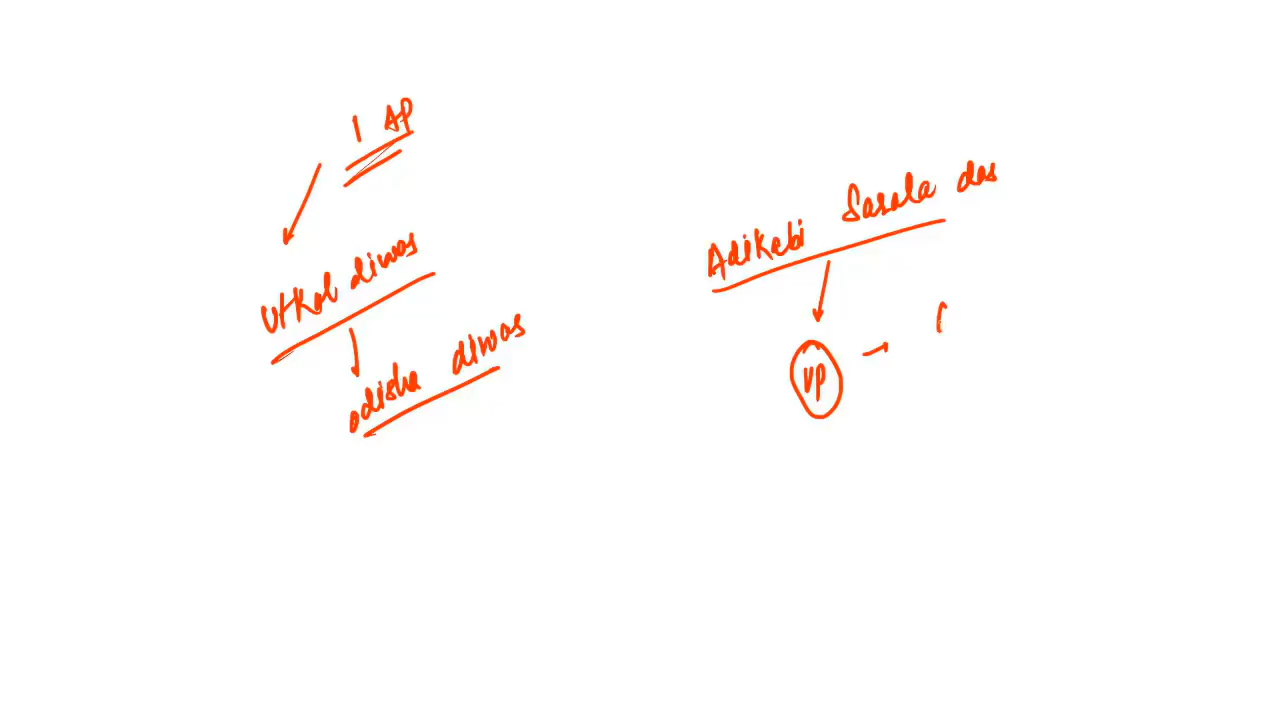 1 AP
Utkal diwas
odisha diwas
Adikabi Sarala das
VP →